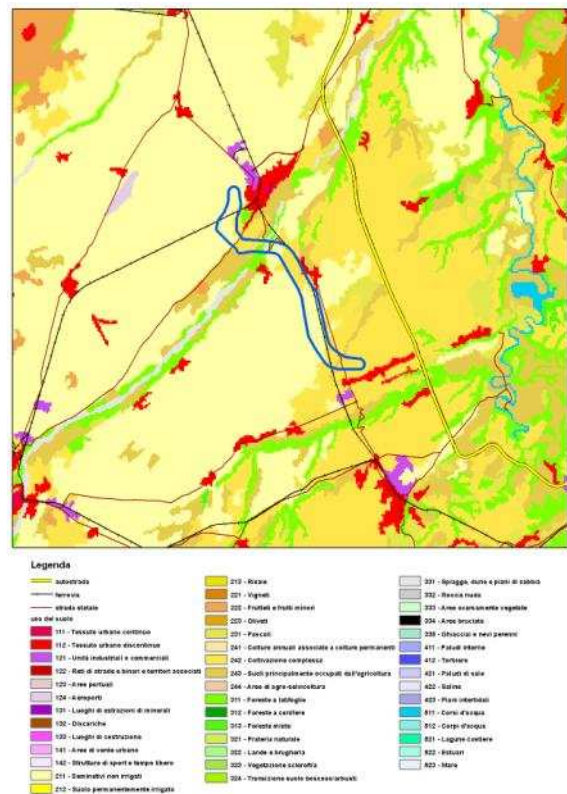 Legenda
autostrada
ferrovia
strada statale
uso del suolo
111 - Tessuto urbano continuo
112 - Tessuto urbano discontinuo
121 - Unità industriali e commerciali
122 - Reti di strade e binari e territori associati
123 - Aree portuali
124 - Aeroporti
131 - Luoghi di estrazioni di minerali
132 - Discariche
133 - Luoghi di costruzione
141 - Aree di verde urbano
142 - Strutture di sport e tempo libero
211 - Seminativi non irrigati
212 - Suolo permanentemente irrigato
213 - Risaie
221 - Vigneti
222 - Frutteti e frutti minori
223 - Oliveti
231 - Pascoli
241 - Colture annuali associate a colture permanenti
242 - Coltivazione complessa
243 - Suoli principalmente occupati dall'agricoltura
244 - Aree di agro-selvicoltura
311 - Foreste a latifoglie
312 - Foreste a conifere
313 - Foreste miste
321 - Praterie naturali
322 - Lande e brugheria
323 - Vegetazione sclerofila
324 - Transizione suolo boscoso/arbusti
331 - Spiagge, dune e piani di sabbia
332 - Roccia nuda
333 - Aree scarsamente vegetate
334 - Aree bruciate
335 - Ghiacciai e nevi perenni
411 - Paludi interne
412 - Torbiere
421 - Paludi di sale
422 - Saline
423 - Piani intertidali
511 - Corsi d'acqua
512 - Corpi d'acqua
521 - Lagune costiere
522 - Estuari
523 - Mare